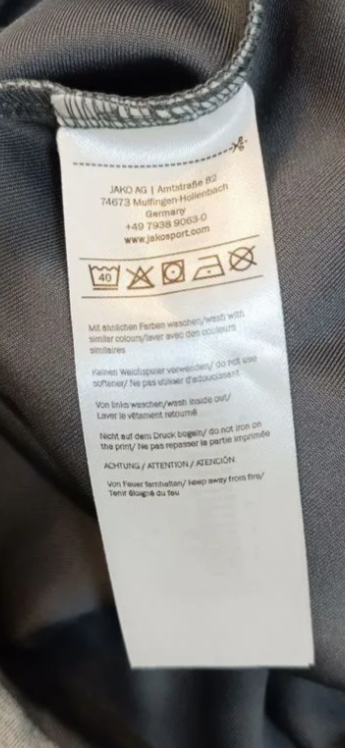 JAKO AG | Amtstraße 82
74673 Mulfingen-Hollenbach
Germany
+49 7938 9063-0
www.jakosport.com
40
Mit ähnlichen Farben waschen/wash with
similar colours/laver avec des couleurs
similaires
Keinen Weichspüler verwenden/ do not use
softener/ Ne pas utiliser d'adoucissant
Von links waschen/wash inside out/
Laver le vêtement retourné
Nicht auf dem Druck bügeln/ do not iron on
the print/ Ne pas repasser la partie imprimée
ACHTUNG / ATTENTION / ATENCIÓN:
Von Feuer fernhalten/ keep away from fire/
Tenir éloigné du feu